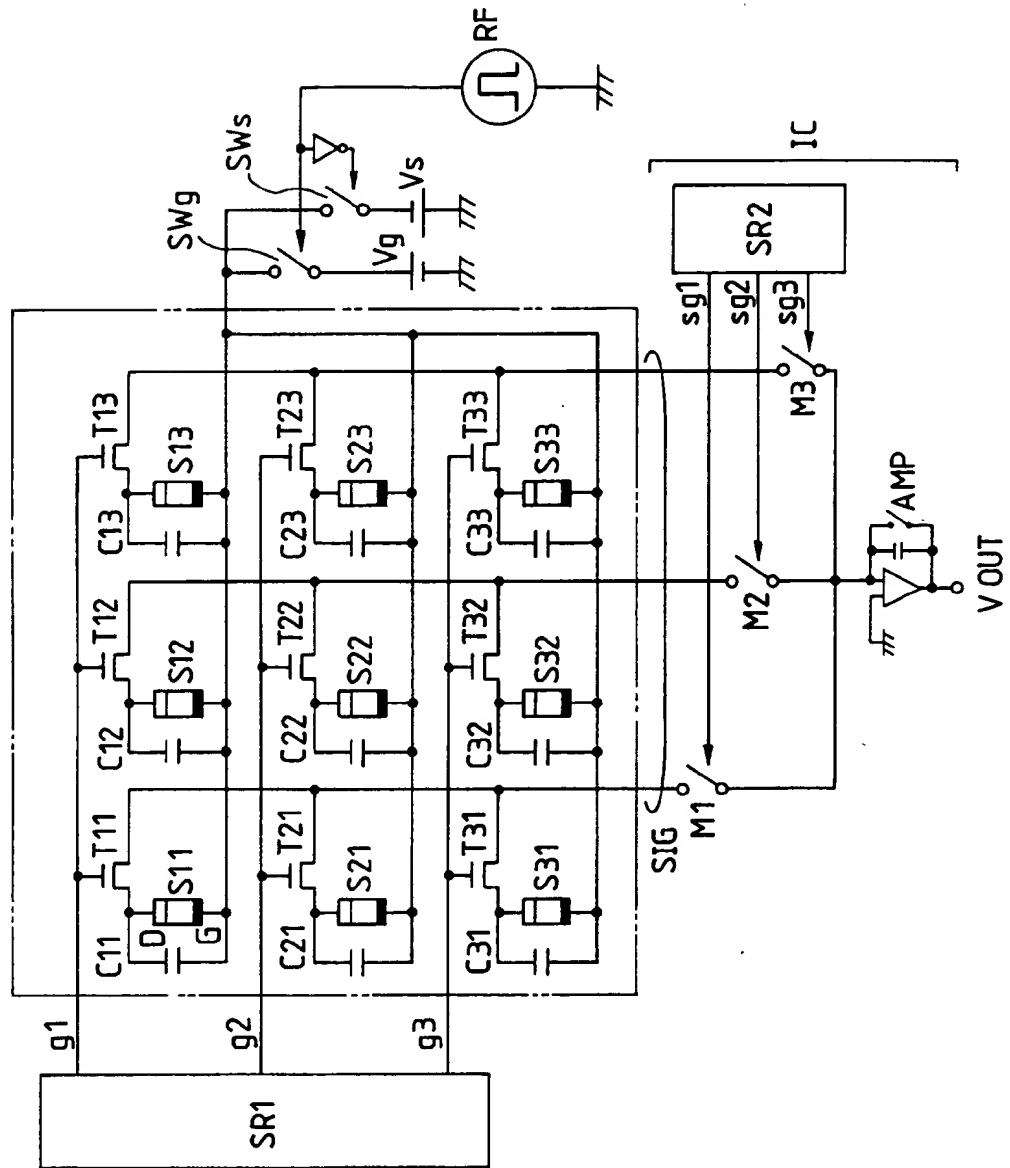 RF
SWs
SWg
Vs
Vg
g1
T11
T12
T13
C11
D
G
S11
C12
S12
C13
S13
g2
T21
T22
T23
C21
S21
C22
S22
C23
S23
g3
T31
T32
T33
C31
S31
C32
S32
C33
S33
SR1
SIG
IC
SR2
sg1
sg2
sg3
M1
M2
M3
AMP
V OUT